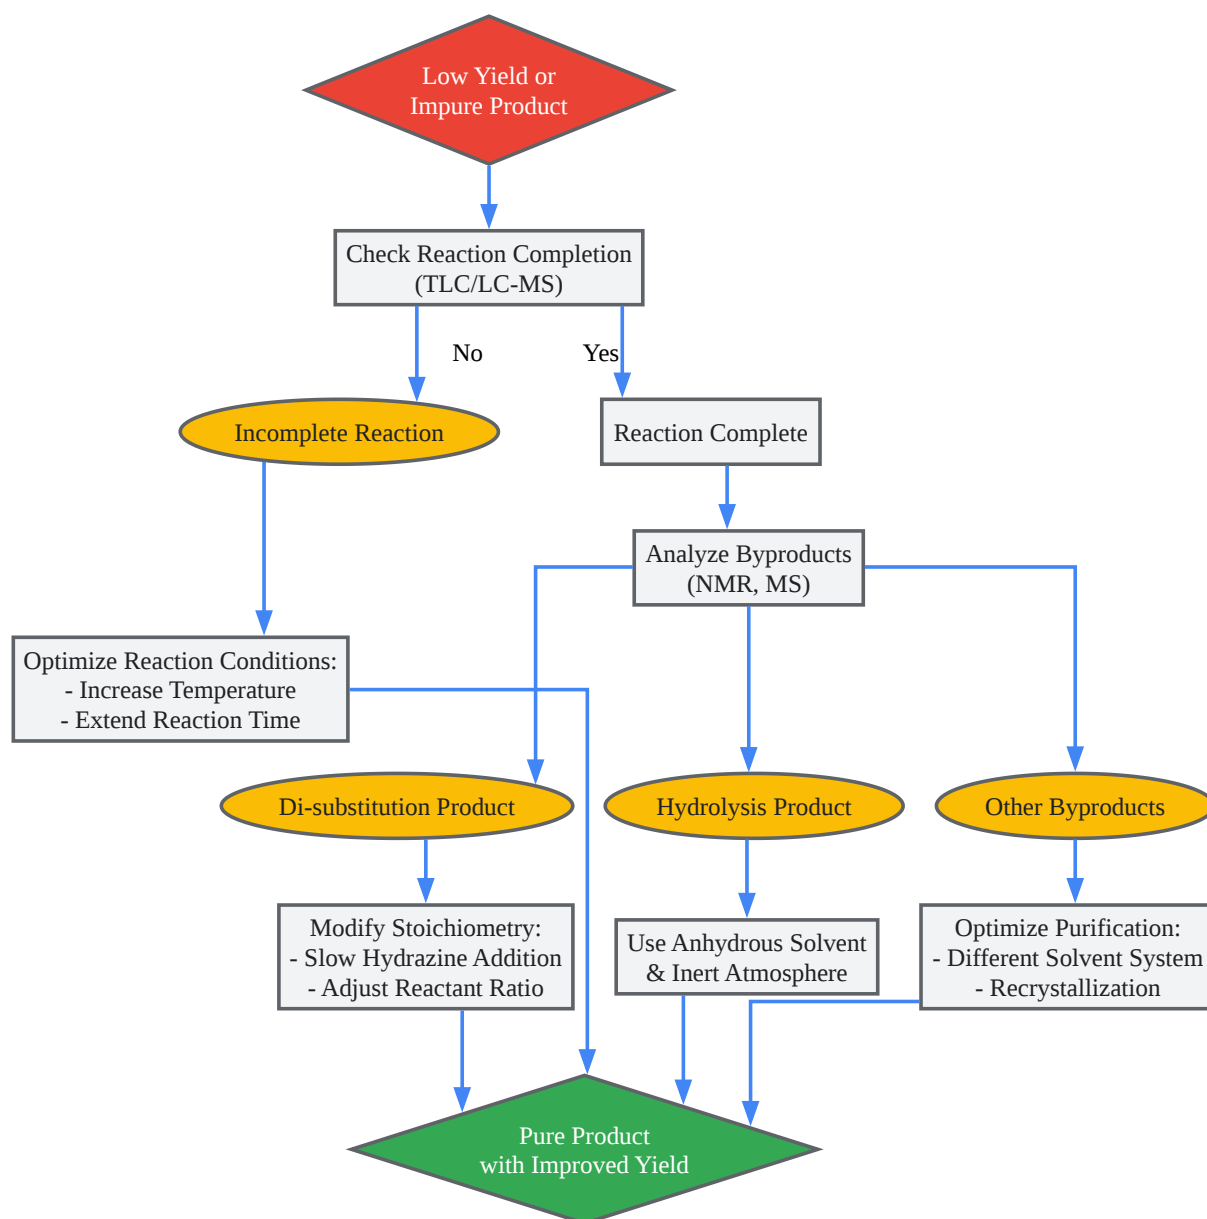 Low Yield or
Impure Product
Check Reaction Completion
(TLC/LC-MS)
No
Yes
Incomplete Reaction
Reaction Complete
Analyze Byproducts
(NMR, MS)
Optimize Reaction Conditions:
- Increase Temperature
- Extend Reaction Time
Di-substitution Product
Hydrolysis Product
Other Byproducts
Modify Stoichiometry:
- Slow Hydrazine Addition
- Adjust Reactant Ratio
Use Anhydrous Solvent
& Inert Atmosphere
Optimize Purification:
- Different Solvent System
- Recrystallization
Pure Product
with Improved Yield